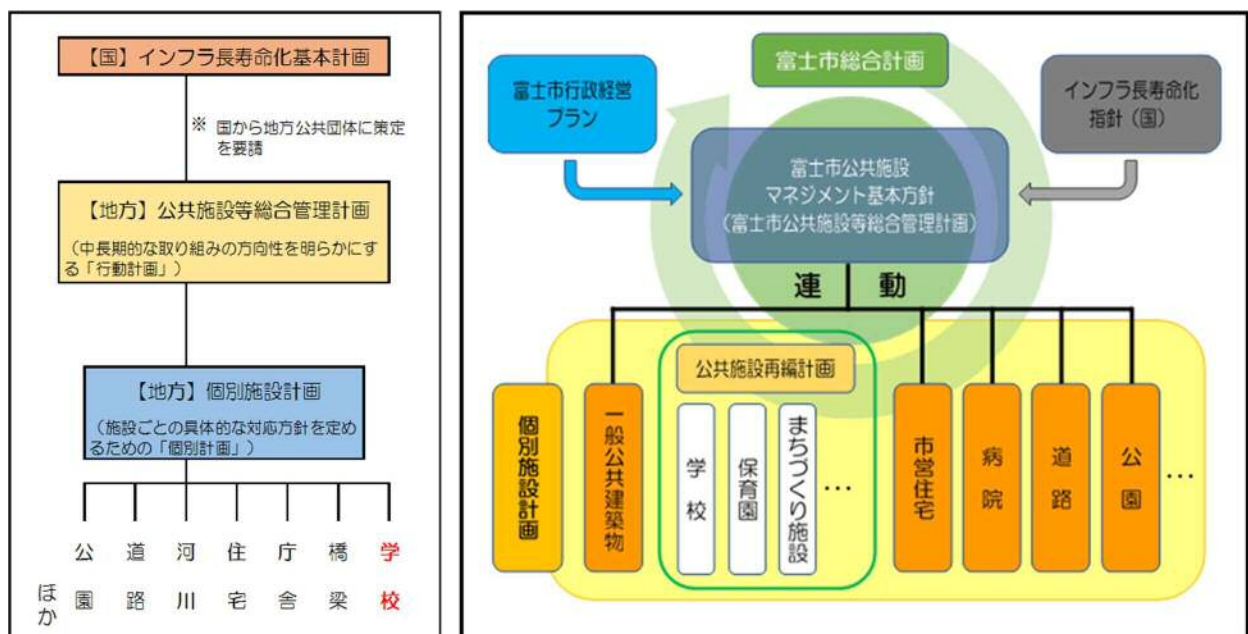 【国】インフラ長寿命化基本計画
※ 国から地方公共団体に策定
を要請
【地方】公共施設等総合管理計画
(中長期的な取り組みの方向性を明らかにす
る「行動計画」)
【地方】個別施設計画
(施設ごとの具体的な対応方針を定め
るための「個別計画」)
公園
道路
河川
住宅
庁舎
橋梁
学校
ほか
富士市総合計画
富士市行政経営
プラン
インフラ長寿命化
指針(国)
富士市公共施設
マネジメント基本方針
(富士市公共施設等総合管理計画)
連動
個別施設計画
一般公共建築物
公共施設再編計画
学校
保育園
まちづくり施設
…
市営住宅
病院
道路
公園
…